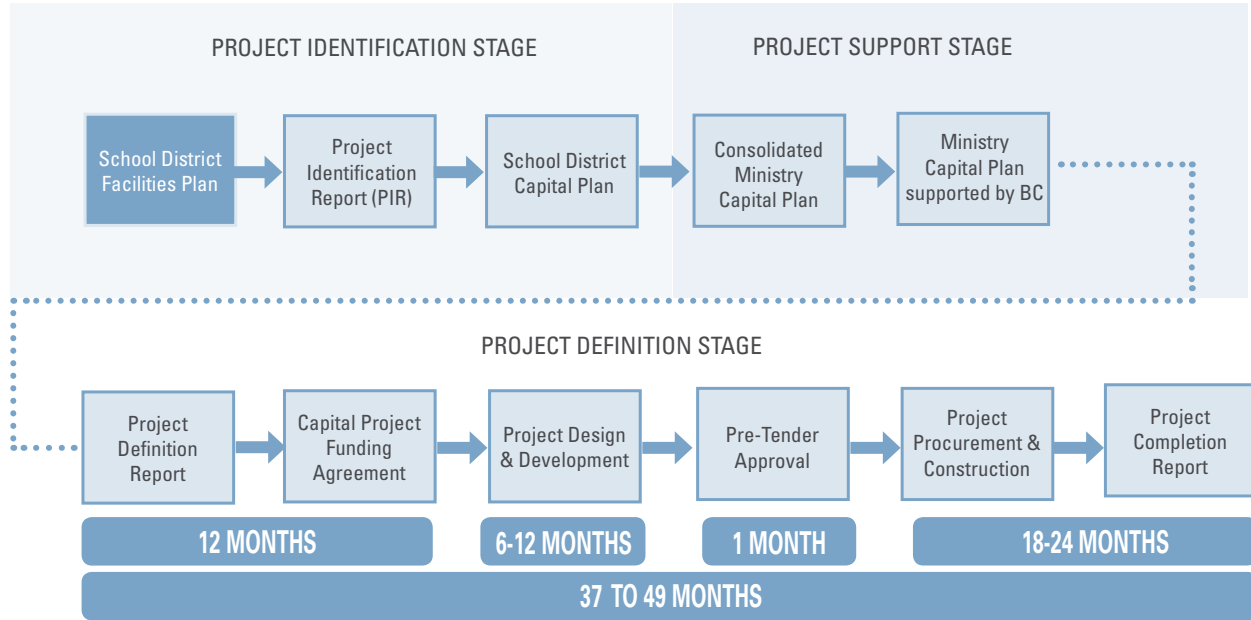 PROJECT IDENTIFICATION STAGE
PROJECT SUPPORT STAGE
School District
Facilities Plan
Project
Identification
Report (PIR)
School District
Capital Plan
Consolidated
Ministry
Capital Plan
Ministry
Capital Plan
supported by BC
PROJECT DEFINITION STAGE
Project
Definition
Report
Capital Project
Funding
Agreement
Project Design
& Development
Pre-Tender
Approval
Project
Procurement &
Construction
Project
Completion
Report
12 MONTHS
6-12 MONTHS
1 MONTH
18-24 MONTHS
37 TO 49 MONTHS